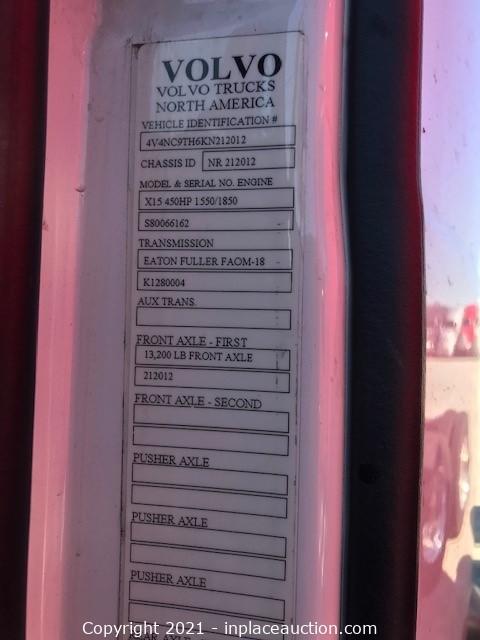 VOLVO
VOLVO TRUCKS
NORTH AMERICA
VEHICLE IDENTIFICATION #
4V4NC9TH6KN212012
CHASSIS ID NR 212012
MODEL & SERIAL NO. ENGINE
X15 450HP 1550/1850
S80066162 -
TRANSMISSION
EATON FULLER FAOM-18 -
K1280004
AUX TRANS.
FRONT AXLE - FIRST
13,200 LB FRONT AXLE
212012
FRONT AXLE - SECOND
PUSHER AXLE
PUSHER AXLE
PUSHER AXLE
Copyright 2021 - inplaceauction.com